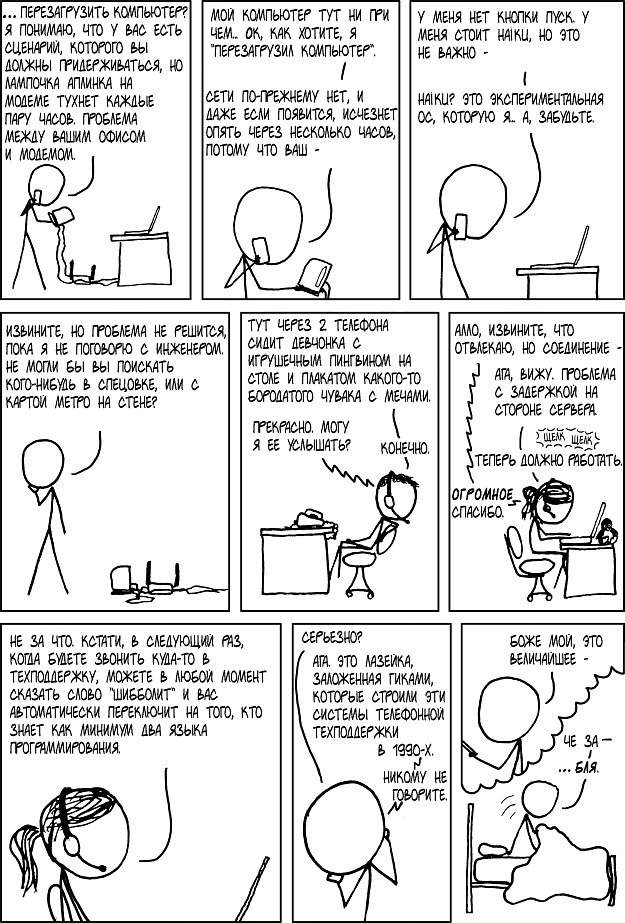 ... ПЕРЕЗАГРУЗИТЬ КОМПЬЮТЕР?
Я ПОНИМАЮ, ЧТО У ВАС ЕСТЬ
СЦЕНАРИЙ, КОТОРОГО ВЫ
ДОЛЖНЫ ПРИДЕРЖИВАТЬСЯ, НО
ЛАМПОЧКА АПЛИНКА НА
МОДЕМЕ ТУХНЕТ КАЖДЫЕ
ПАРУ ЧАСОВ. ПРОБЛЕМА
МЕЖДУ ВАШИМ ОФИСОМ
И МОДЕМОМ.
МОЙ КОМПЬЮТЕР ТУТ НИ ПРИ
ЧЕМ... ОК, КАК ХОТИТЕ, Я
"ПЕРЕЗАГРУЗИЛ КОМПЬЮТЕР".
СЕТИ ПО-ПРЕЖНЕМУ НЕТ, И
ДАЖЕ ЕСЛИ ПОЯВИТСЯ, ИСЧЕЗНЕТ
ОПЯТЬ ЧЕРЕЗ НЕСКОЛЬКО ЧАСОВ,
ПОТОМУ ЧТО ВАШ -
У МЕНЯ НЕТ КНОПКИ ПУСК. У
МЕНЯ СТОИТ HAIKU, НО ЭТО
НЕ ВАЖНО -
HAIKU? ЭТО ЭКСПЕРИМЕНТАЛЬНАЯ
ОС, КОТОРУЮ Я.. А, ЗАБУДЬТЕ.
ИЗВИНИТЕ, НО ПРОБЛЕМА НЕ РЕШИТСЯ,
ПОКА Я НЕ ПОГОВОРЮ С ИНЖЕНЕРОМ.
НЕ МОГЛИ БЫ ВЫ ПОИСКАТЬ
КОГО-НИБУДЬ В СПЕЦОВКЕ, ИЛИ С
КАРТОЙ МЕТРО НА СТЕНЕ?
ТУТ ЧЕРЕЗ 2 ТЕЛЕФОНА
СИДИТ ДЕВЧОНКА С
ИГРУШЕЧНЫМ ПИНГВИНОМ НА
СТОЛЕ И ПЛАКАТОМ КАКОГО-ТО
БОРОДАТОГО ЧУВАКА С МЕЧАМИ.
ПРЕКРАСНО. МОГУ
Я ЕЕ УСЛЫШАТЬ?
КОНЕЧНО.
АЛЛО, ИЗВИНИТЕ, ЧТО
ОТВЛЕКАЮ, НО СОЕДИНЕНИЕ -
АГА, ВИЖУ. ПРОБЛЕМА
С ЗАДЕРЖКОЙ НА
СТОРОНЕ СЕРВЕРА.
ЩЕЛК ЩЕЛК
ТЕПЕРЬ ДОЛЖНО РАБОТАТЬ.
ОГРОМНОЕ
СПАСИБО.
НЕ ЗА ЧТО. КСТАТИ, В СЛЕДУЮЩИЙ РАЗ,
КОГДА БУДЕТЕ ЗВОНИТЬ КУДА-ТО В
ТЕХПОДДЕРЖКУ, МОЖЕТЕ В ЛЮБОЙ МОМЕНТ
СКАЗАТЬ СЛОВО "ШИББОЛИТ" И ВАС
АВТОМАТИЧЕСКИ ПЕРЕКЛЮЧИТ НА ТОГО, КТО
ЗНАЕТ КАК МИНИМУМ ДВА ЯЗЫКА
ПРОГРАММИРОВАНИЯ.
СЕРЬЕЗНО?
АГА. ЭТО ЛАЗЕЙКА,
ЗАЛОЖЕННАЯ ГИКАМИ,
КОТОРЫЕ СТРОИЛИ ЭТИ
СИСТЕМЫ ТЕЛЕФОННОЙ
ТЕХПОДДЕРЖКИ
В 1990-Х.
НИКОМУ НЕ
ГОВОРИТЕ.
БОЖЕ МОЙ, ЭТО
ВЕЛИЧАЙШЕЕ -
ЧЕ ЗА —
... БЛЯ.